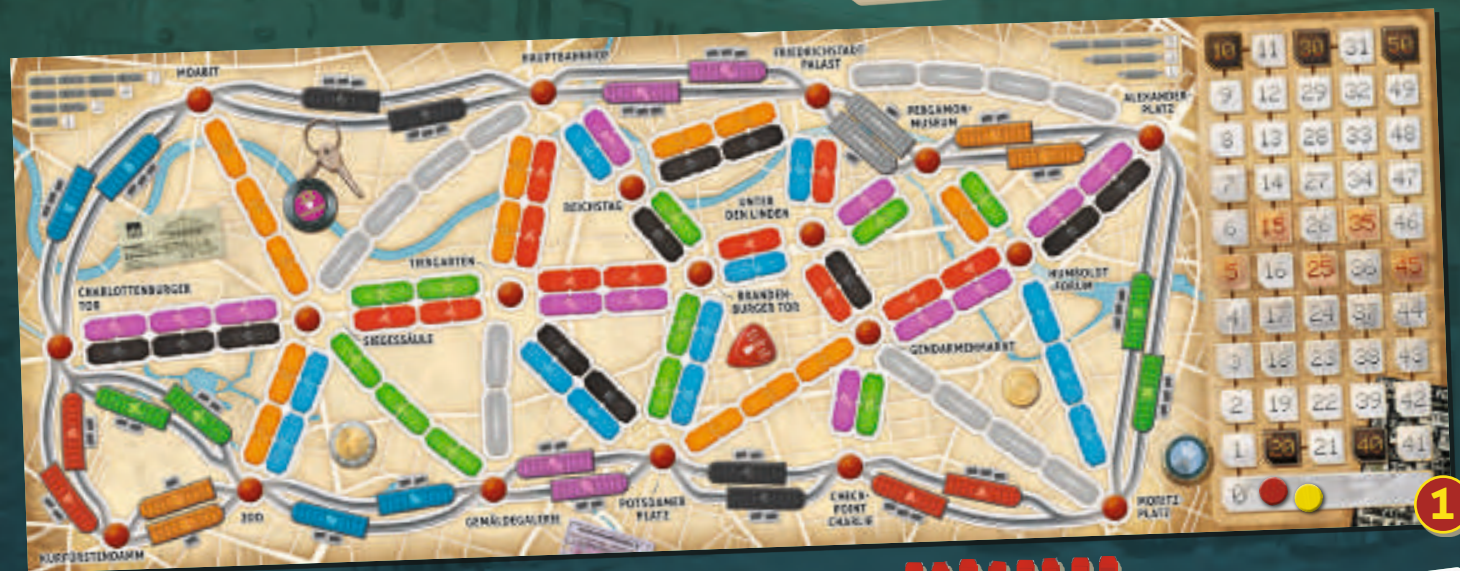 MOABIT
HAUPTBAHNHOF
FRIEDRICHSTADT-
PALAST
PERGAMON-
MUSEUM
ALEXANDER-
PLATZ
REICHSTAG
UNTER
DEN LINDEN
TIERGARTEN
CHARLOTTENBURGER
TOR
SIEGESSÄULE
BRANDEN-
BURGER TOR
HUMBOLDT
FORUM
GENDARMENMARKT
ZOO
GEMÄLDEGALERIE
POTSDAMER
PLATZ
CHECK-
POINT
CHARLIE
MORITZ
PLATZ
KURFÜRSTENDAMM
10 11 30 31 50
9 12 29 32 49
8 13 28 33 48
7 14 27 34 47
6 15 26 35 46
5 16 25 36 45
4 17 24 37 44
3 18 23 38 43
2 19 22 39 42
1 20 21 40 41
0
1